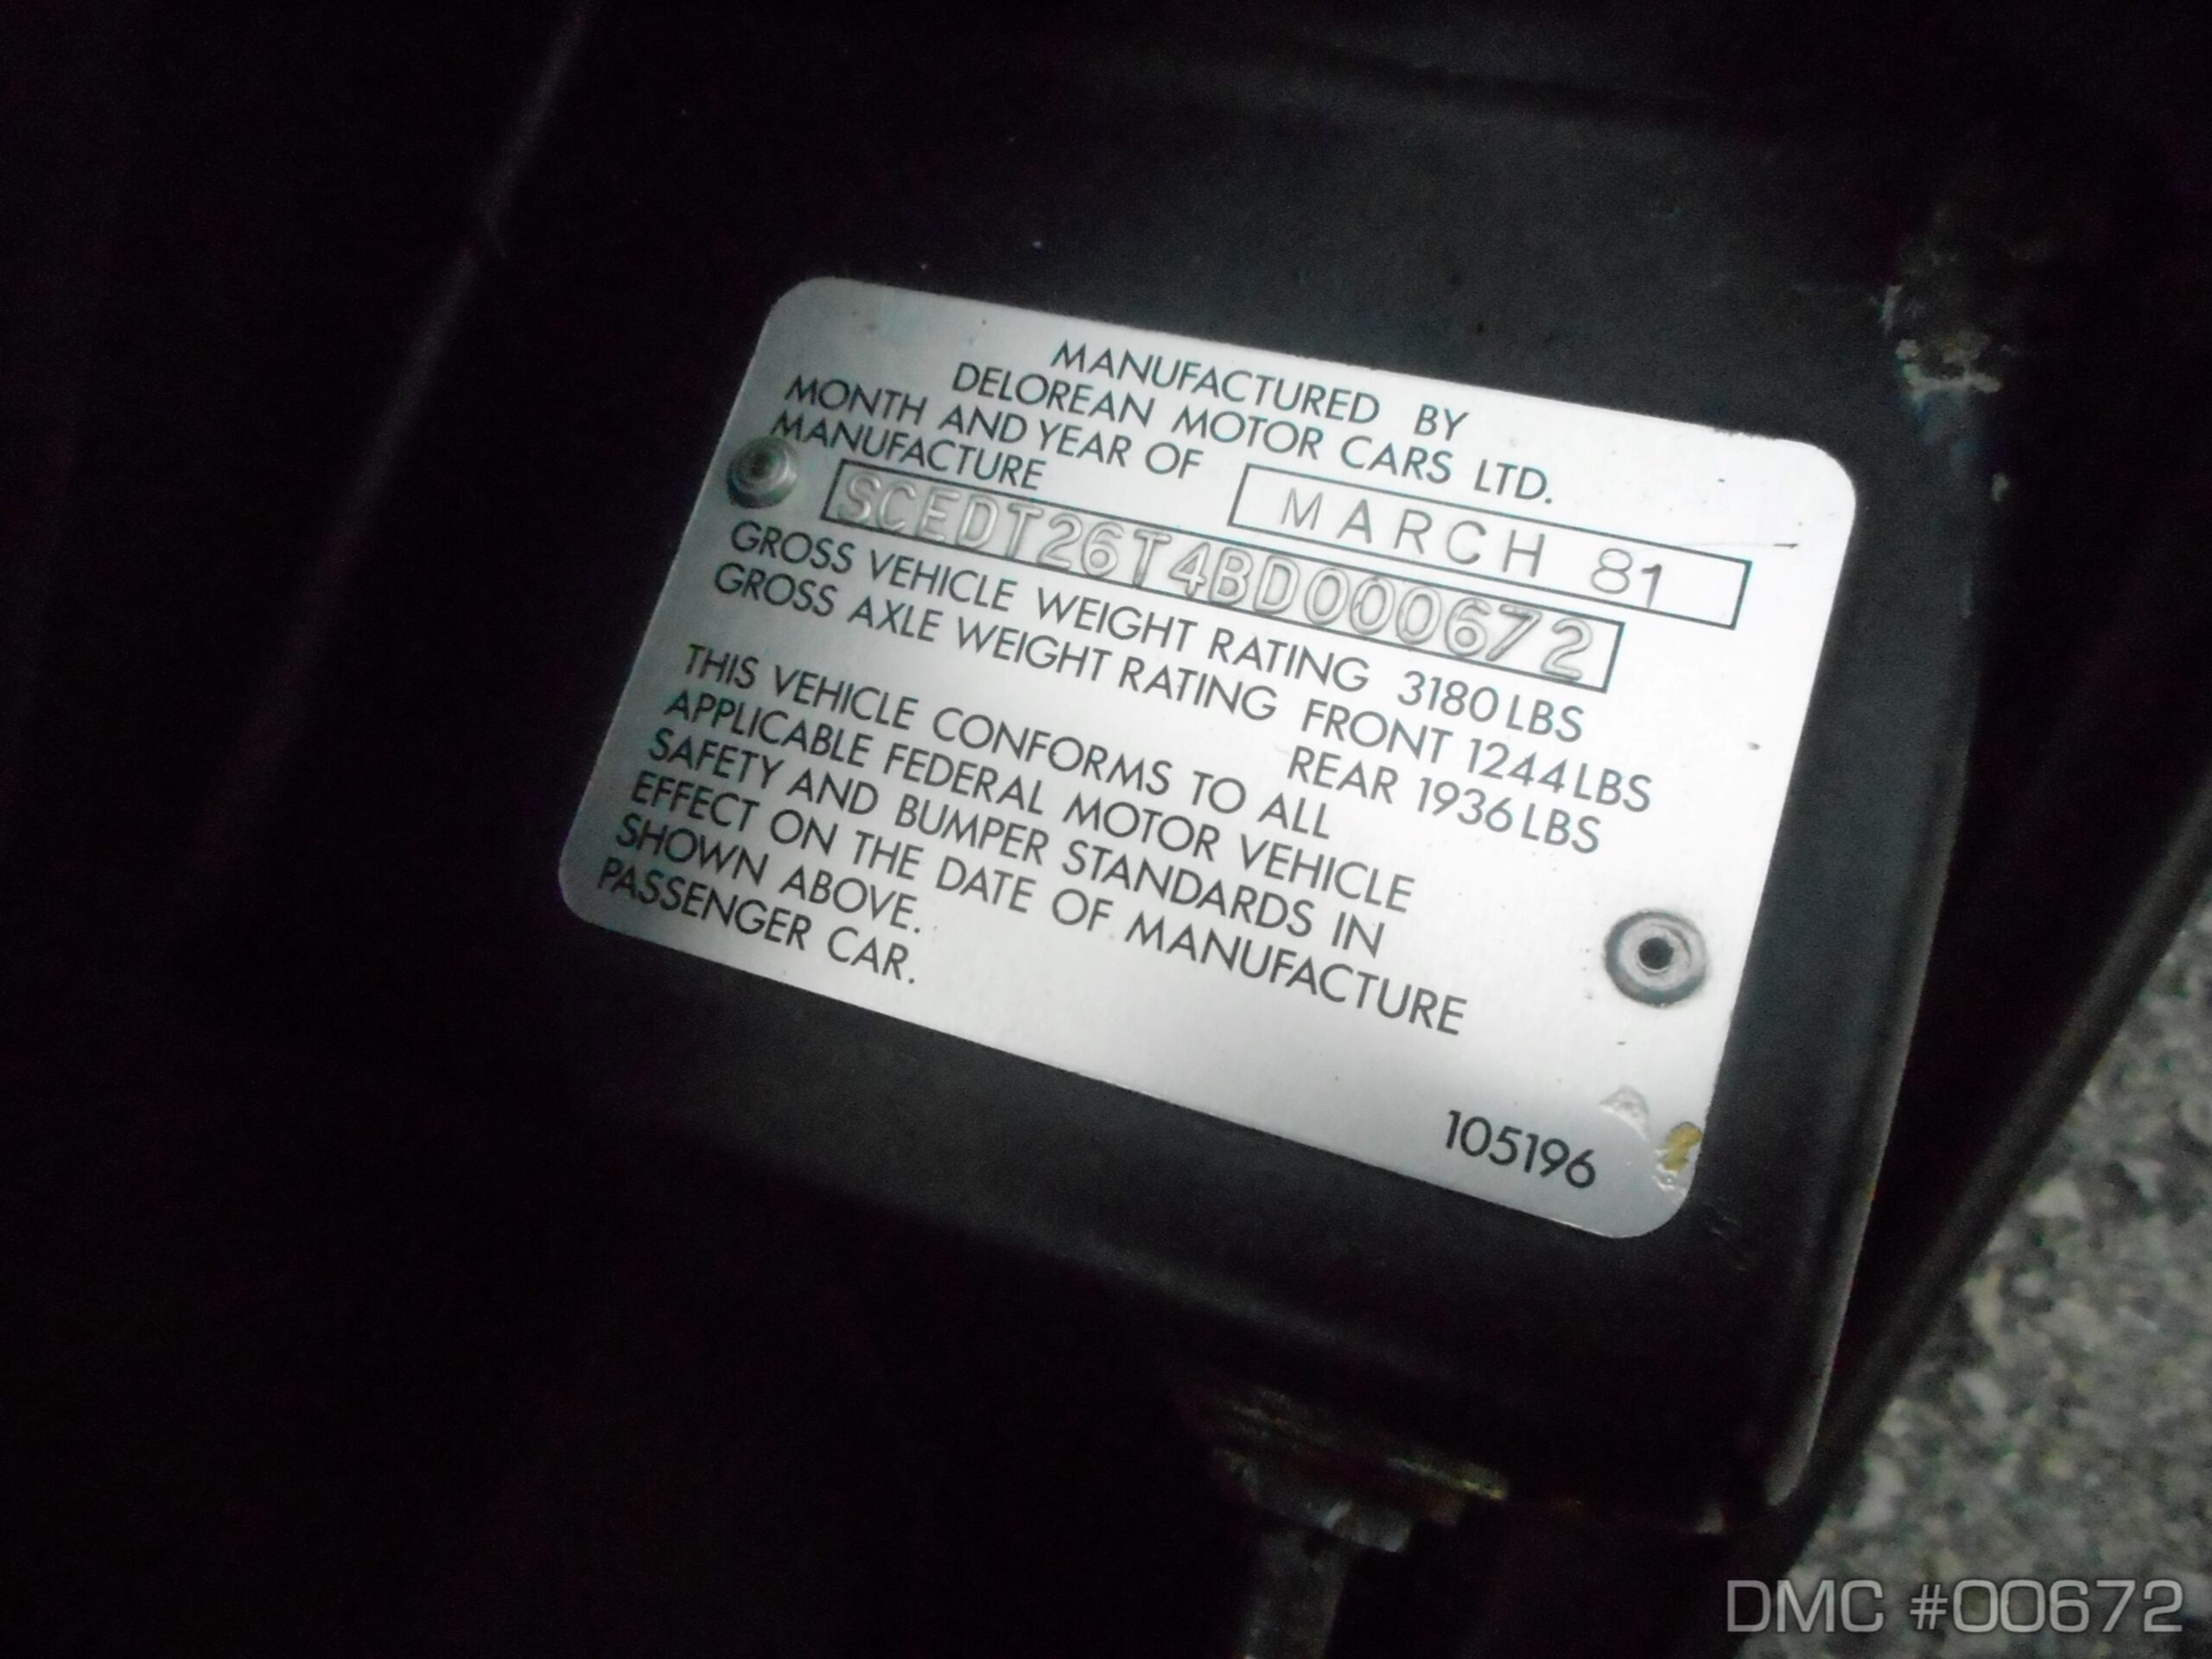 MANUFACTURED BY
DELOREAN MOTOR CARS LTD.
MONTH AND YEAR OF
MANUFACTURE
MARCH 81
SCEDT26T4BD000672
GROSS VEHICLE WEIGHT RATING 3180 LBS
GROSS AXLE WEIGHT RATING FRONT 1244 LBS
REAR 1936 LBS
THIS VEHICLE CONFORMS TO ALL
APPLICABLE FEDERAL MOTOR VEHICLE
SAFETY AND BUMPER STANDARDS IN
EFFECT ON THE DATE OF MANUFACTURE
SHOWN ABOVE.
PASSENGER CAR.
105196
DMC #00672